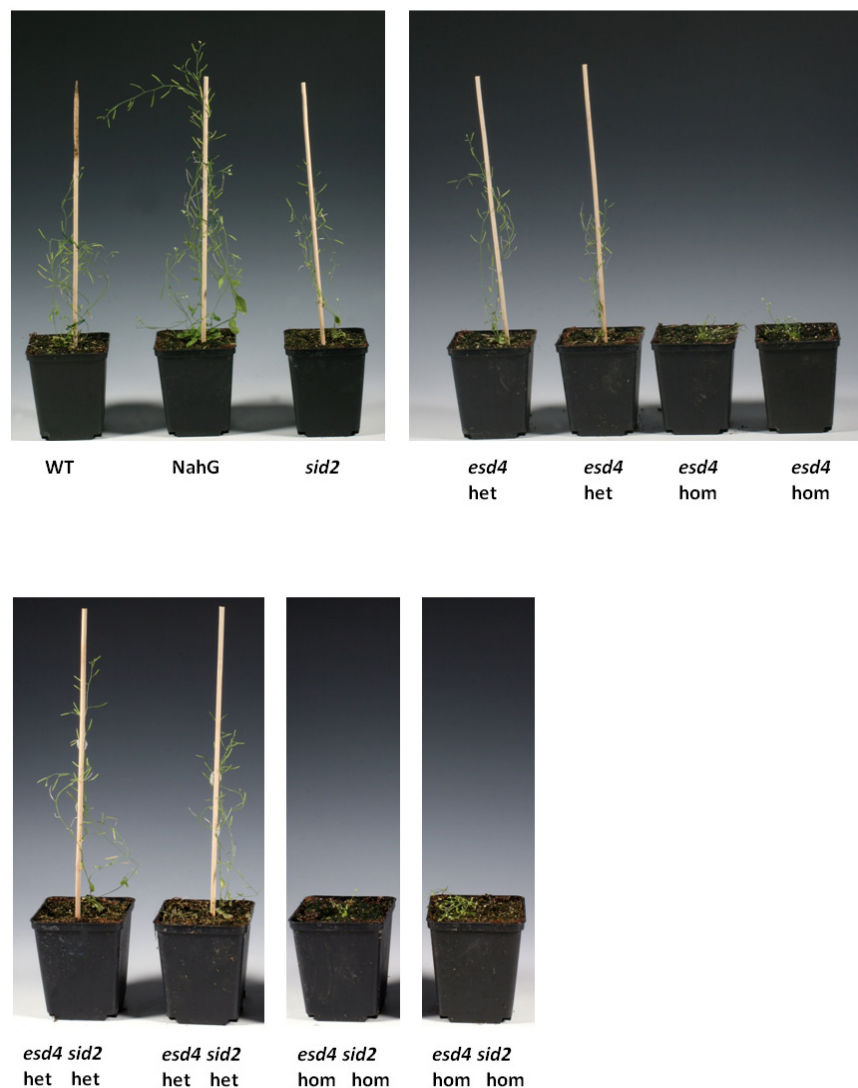 WT NahG sid2
esd4 esd4 esd4 esd4
het het hom hom
esd4 sid2 esd4 sid2 esd4 sid2 esd4 sid2
het het het het hom hom hom hom